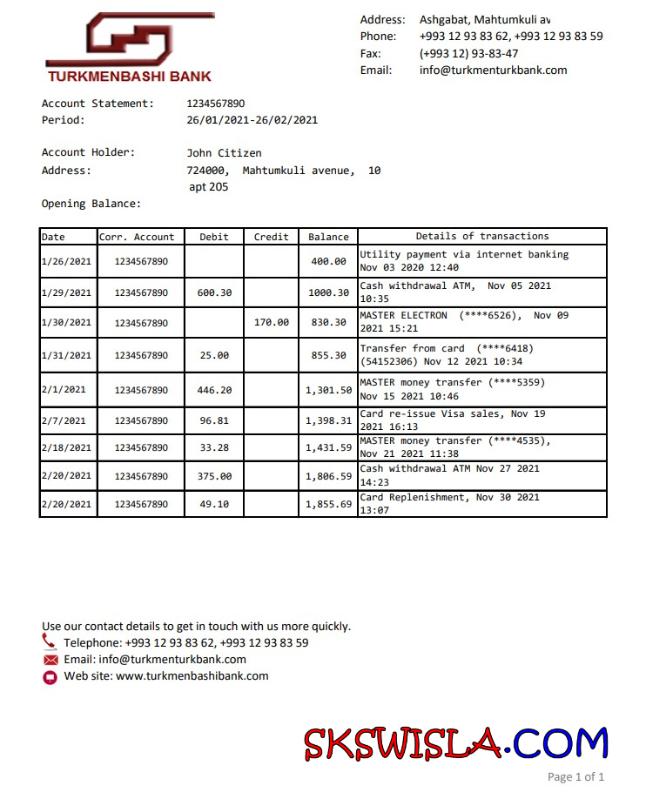 TURKMENBASHI BANK
Address: Ashgabat, Mahtumkuli av
Phone: +993 12 93 83 62, +993 12 93 83 59
Fax: (+993 12) 93-83-47
Email: info@turkmenturkbank.com
Account Statement: 1234567890
Period: 26/01/2021-26/02/2021
Account Holder: John Citizen
Address: 724000, Mahtumkuli avenue, 10
apt 205
Opening Balance:
Date Corr. Account Debit Credit Balance Details of transactions
1/26/2021 1234567890 400.00 Utility payment via internet banking
Nov 03 2020 12:40
1/29/2021 1234567890 600.30 1000.30 Cash withdrawal ATM, Nov 05 2021
10:35
1/30/2021 1234567890 170.00 830.30 MASTER ELECTRON (****6526), Nov 09
2021 15:21
1/31/2021 1234567890 25.00 855.30 Transfer from card (****6418)
(54152306) Nov 12 2021 10:34
2/1/2021 1234567890 446.20 1,301.50 MASTER money transfer (****5359)
Nov 15 2021 10:46
2/7/2021 1234567890 96.81 1,398.31 Card re-issue Visa sales, Nov 19
2021 16:13
2/18/2021 1234567890 33.28 1,431.59 MASTER money transfer (****4535),
Nov 21 2021 11:38
2/20/2021 1234567890 375.00 1,806.59 Cash withdrawal ATM Nov 27 2021
14:23
2/20/2021 1234567890 49.10 1,855.69 Card Replenishment, Nov 30 2021
13:07
Use our contact details to get in touch with us more quickly.
Telephone: +993 12 93 83 62, +993 12 93 83 59
Email: info@turkmenturkbank.com
Web site: www.turkmenbashibank.com
SKSWISLA.COM
Page 1 of 1